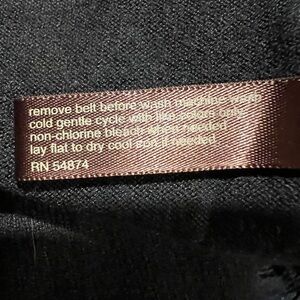 remove belt before wash machine wash
cold gentle cycle with like colors only
non-chlorine bleach when needed
lay flat to dry cool iron if needed.
RN 54874